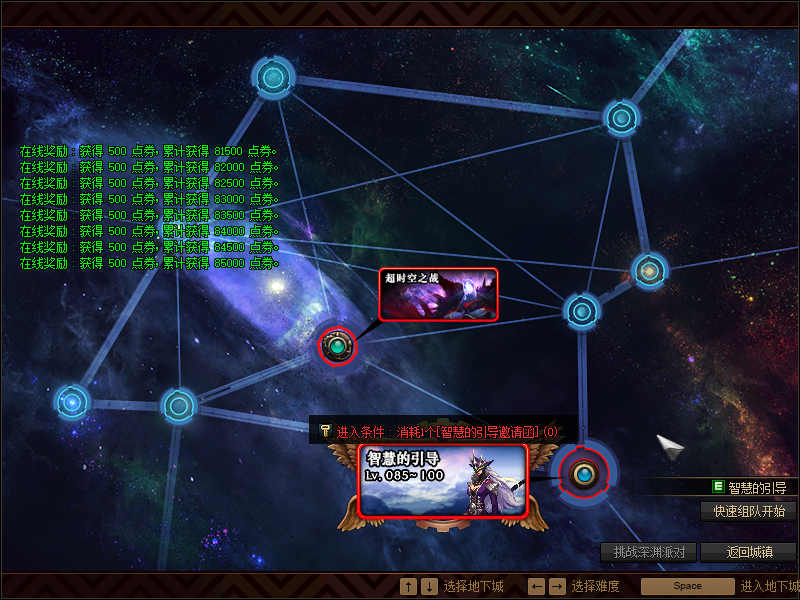 在线奖励：获得 500 点券，累计获得 81500 点券。
在线奖励：获得 500 点券，累计获得 82000 点券。
在线奖励：获得 500 点券，累计获得 82500 点券。
在线奖励：获得 500 点券，累计获得 83000 点券。
在线奖励：获得 500 点券，累计获得 83500 点券。
在线奖励：获得 500 点券，累计获得 84000 点券。
在线奖励：获得 500 点券，累计获得 84500 点券。
在线奖励：获得 500 点券，累计获得 85000 点券。
超时空之战
进入条件：消耗1个[智慧的引导邀请函] (0)
智慧的引导
Lv. 085~100
E 智慧的引导
快速组队开始
挑战深渊派对 返回城镇
↑ ↓ 选择地下城 ← → 选择难度 Space 进入地下城